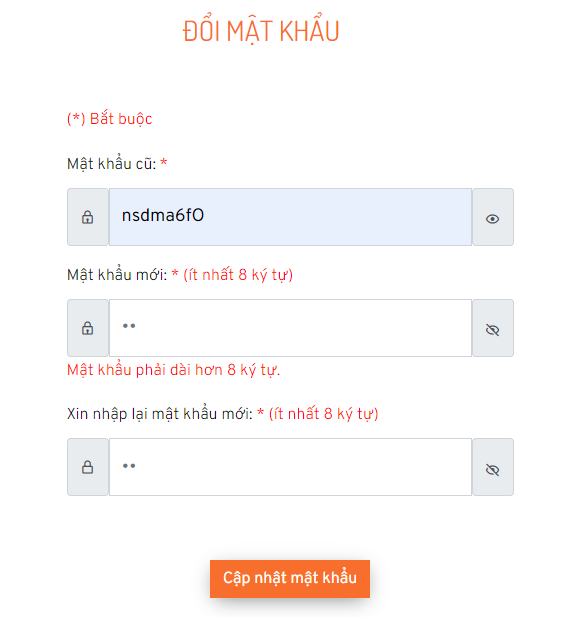 ĐỔI MẬT KHẨU
(*) Bắt buộc
Mật khẩu cũ: *
nsdma6fO
Mật khẩu mới: * (ít nhất 8 ký tự)
••
Mật khẩu phải dài hơn 8 ký tự.
Xin nhập lại mật khẩu mới: * (ít nhất 8 ký tự)
••
Cập nhật mật khẩu